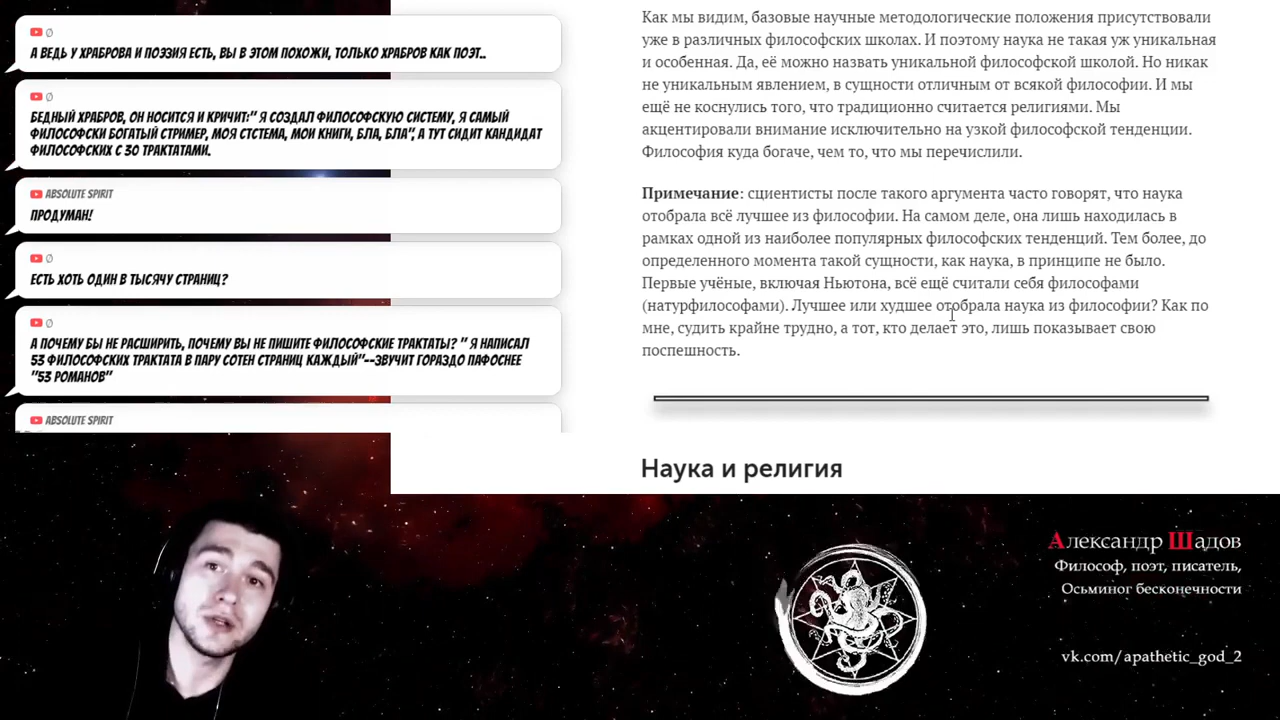 Ø
А ВЕДЬ У ХРАБРОВА И ПОЭЗИЯ ЕСТЬ, ВЫ В ЭТОМ ПОХОЖИ, ТОЛЬКО ХРАБРОВ КАК ПОЭТ..
Ø
БЕДНЫЙ ХРАБРОВ, ОН НОСИТСЯ И КРИЧИТ:" Я СОЗДАЛ ФИЛОСОФСКУЮ СИСТЕМУ, Я САМЫЙ
ФИЛОСОФСКИ БОГАТЫЙ СТРИМЕР, МОЯ СТСТЕМА, МОИ КНИГИ, БЛА, БЛА", А ТУТ СИДИТ КАНДИДАТ
ФИЛОСОФСКИХ С 30 ТРАКТАТАМИ.
ABSOLUTE SPIRIT
ПРОДУМАН!
Ø
ЕСТЬ ХОТЬ ОДИН В ТЫСЯЧУ СТРАНИЦ?
Ø
А ПОЧЕМУ БЫ НЕ РАСШИРИТЬ, ПОЧЕМУ ВЫ НЕ ПИШИТЕ ФИЛОСОФСКИЕ ТРАКТАТЫ? " Я НАПИСАЛ
53 ФИЛОСОФСКИХ ТРАКТАТА В ПАРУ СОТЕН СТРАНИЦ КАЖДЫЙ"--ЗВУЧИТ ГОРАЗДО ПАФОСНЕЕ
"53 РОМАНОВ"
ABSOLUTE SPIRIT
Как мы видим, базовые научные методологические положения присутствовали
уже в различных философских школах. И поэтому наука не такая уж уникальная
и особенная. Да, её можно назвать уникальной философской школой. Но никак
не уникальным явлением, в сущности отличным от всякой философии. И мы
ещё не коснулись того, что традиционно считается религиями. Мы
акцентировали внимание исключительно на узкой философской тенденции.
Философия куда богаче, чем то, что мы перечислили.
Примечание: сциентисты после такого аргумента часто говорят, что наука
отобрала всё лучшее из философии. На самом деле, она лишь находилась в
рамках одной из наиболее популярных философских тенденций. Тем более, до
определенного момента такой сущности, как наука, в принципе не было.
Первые учёные, включая Ньютона, всё ещё считали себя философами
(натурфилософами). Лучшее или худшее отобрала наука из философии? Как по
мне, судить крайне трудно, а тот, кто делает это, лишь показывает свою
поспешность.
Наука и религия
Александр Шадов
Философ, поэт, писатель,
Осьминог бесконечности
vk.com/apathetic_god_2